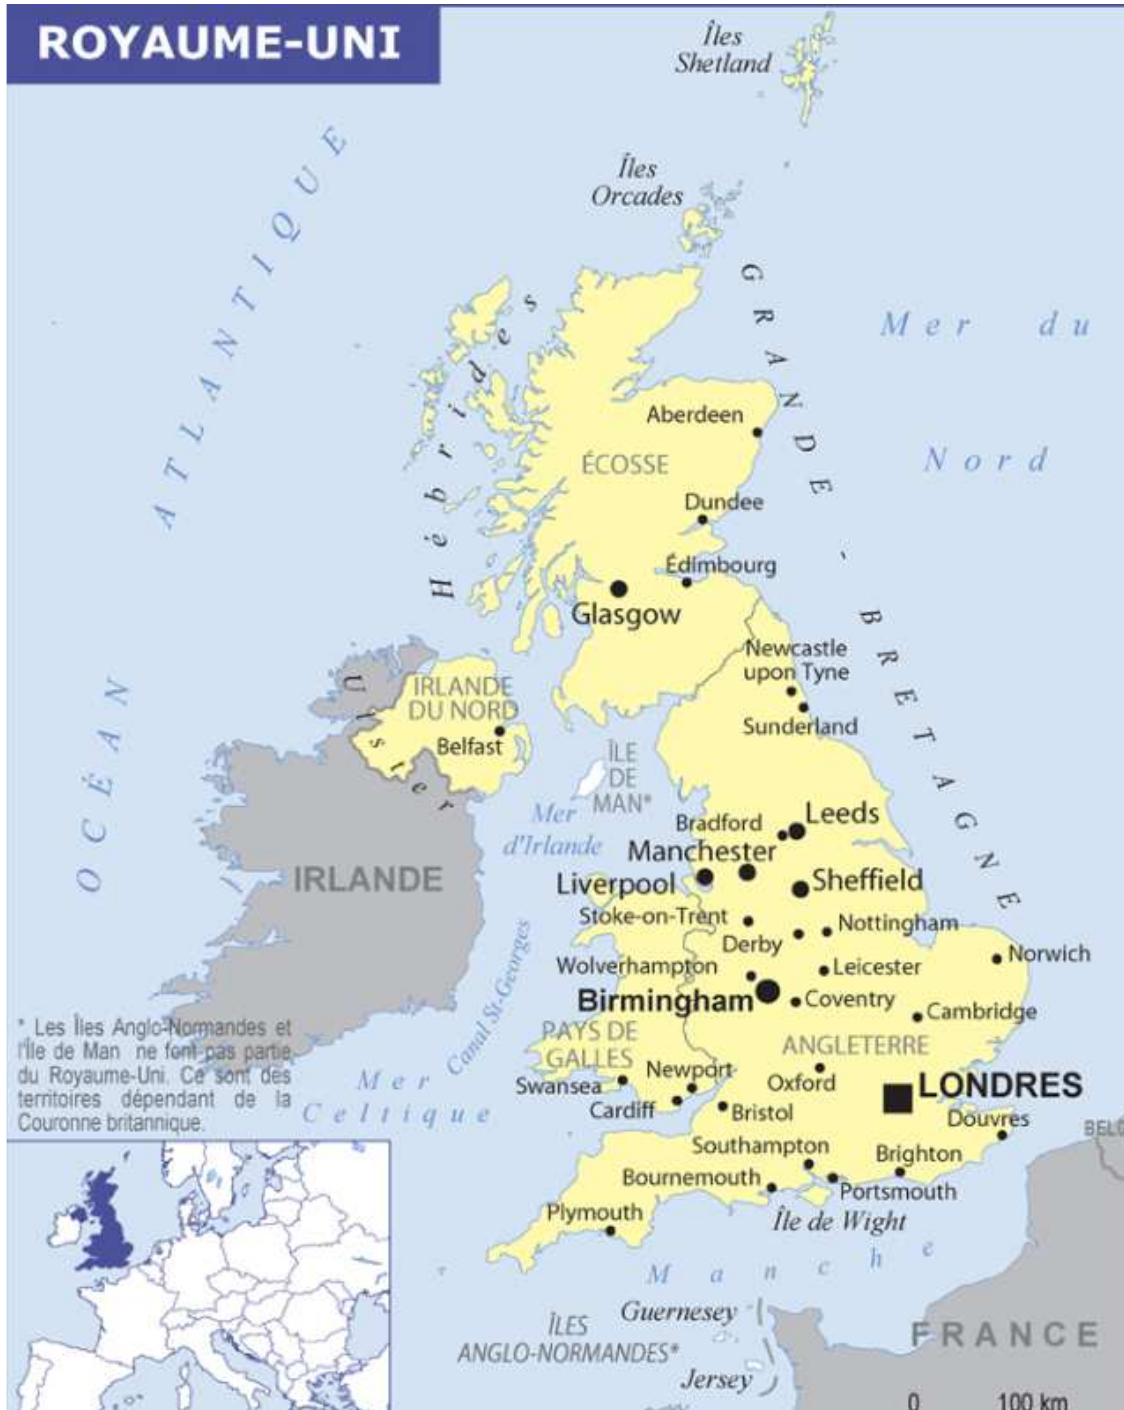 ROYAUME-UNI
Îles
Shetland
Îles
Orcades
OCÉAN ATLANTIQUE
Hébrides
GRANDE-BRETAGNE
Mer du
Nord
Aberdeen
ÉCOSSE
Dundee
Édimbourg
Glasgow
Newcastle
upon Tyne
Sunderland
Ulster
IRLANDE
DU NORD
Belfast
ÎLE
DE
MAN*
Mer
d'Irlande
IRLANDE
Leeds
Bradford
Manchester
Liverpool
Sheffield
Stoke-on-Trent
Nottingham
Derby
Norwich
Wolverhampton
Leicester
Birmingham
Coventry
Cambridge
Canal St-Georges
PAYS DE
GALLES
ANGLETERRE
Newport
Oxford
Swansea
LONDRES
Cardiff
Bristol
Douvres
Mer
Celtique
* Les Îles Anglo-Normandes et
l'Île de Man ne font pas partie
du Royaume-Uni. Ce sont des
territoires dépendant de la
Couronne britannique.
BELG
Southampton
Brighton
Bournemouth
Portsmouth
Plymouth
Île de Wight
Manche
Guernesey
ÎLES
ANGLO-NORMANDES*
Jersey
FRANCE
0 100 km